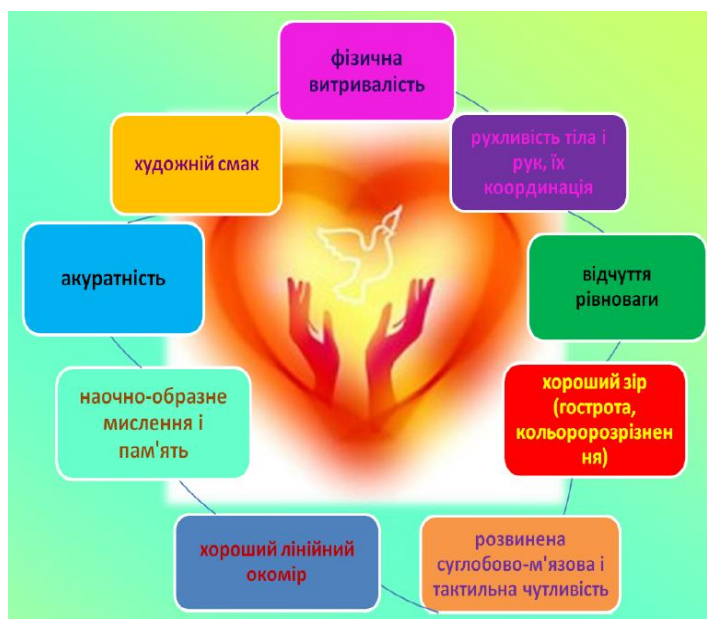 фізична
витривалість
рухливість тіла і
рук, їх
координація
відчуття
рівноваги
хороший зір
(гострота,
кольоророзрізнен
ня)
розвинена
суглобово-м'язова і
тактильна чутливість
хороший лінійний
окомір
наочно-образне
мислення і
пам'ять
акуратність
художній смак